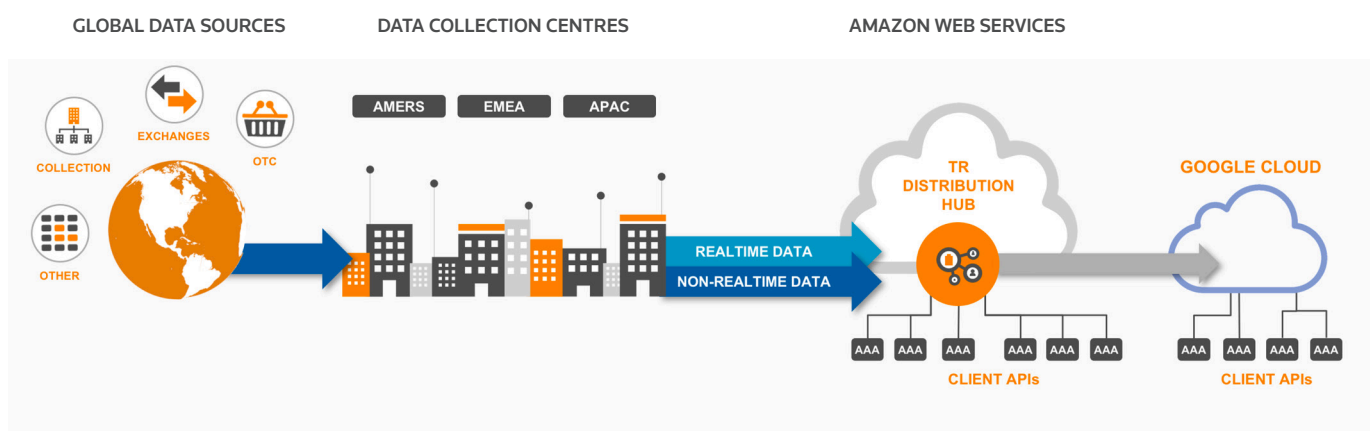 GLOBAL DATA SOURCES
DATA COLLECTION CENTRES
AMAZON WEB SERVICES
COLLECTION
EXCHANGES
OTC
OTHER
AMERS
EMEA
APAC
REALTIME DATA
NON-REALTIME DATA
TR
DISTRIBUTION
HUB
GOOGLE CLOUD
AAA AAA AAA AAA AAA AAA
CLIENT APIs
AAA AAA AAA AAA
CLIENT APIs